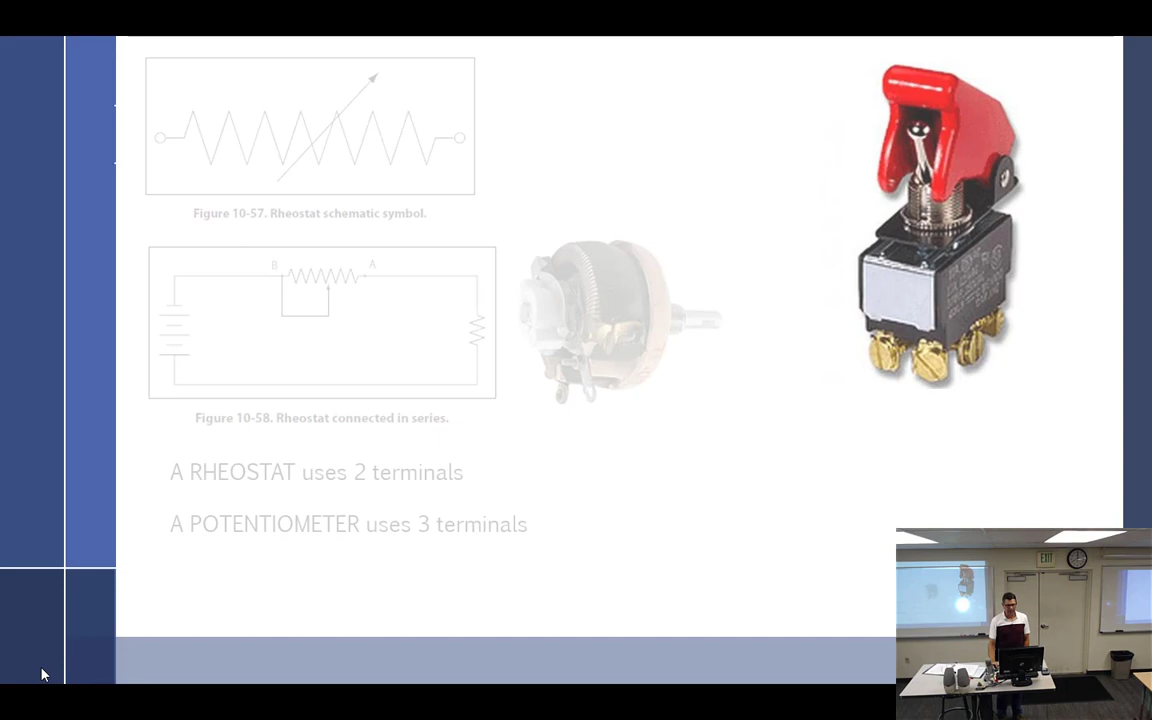 Figure 10-57. Rheostat schematic symbol.
B
A
Figure 10-58. Rheostat connected in series.
A RHEOSTAT uses 2 terminals
A POTENTIOMETER uses 3 terminals
EXIT